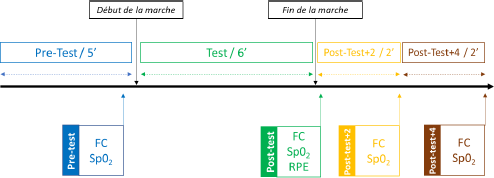 Début de la marche
Fin de la marche
Pre-Test / 5'
Test / 6'
Post-Test+2 / 2'
Post-Test+4 / 2'
Pre-test
FC
SpO₂
Post-test
FC
SpO₂
RPE
Post-test+2
FC
SpO₂
Post-test+4
FC
SpO₂